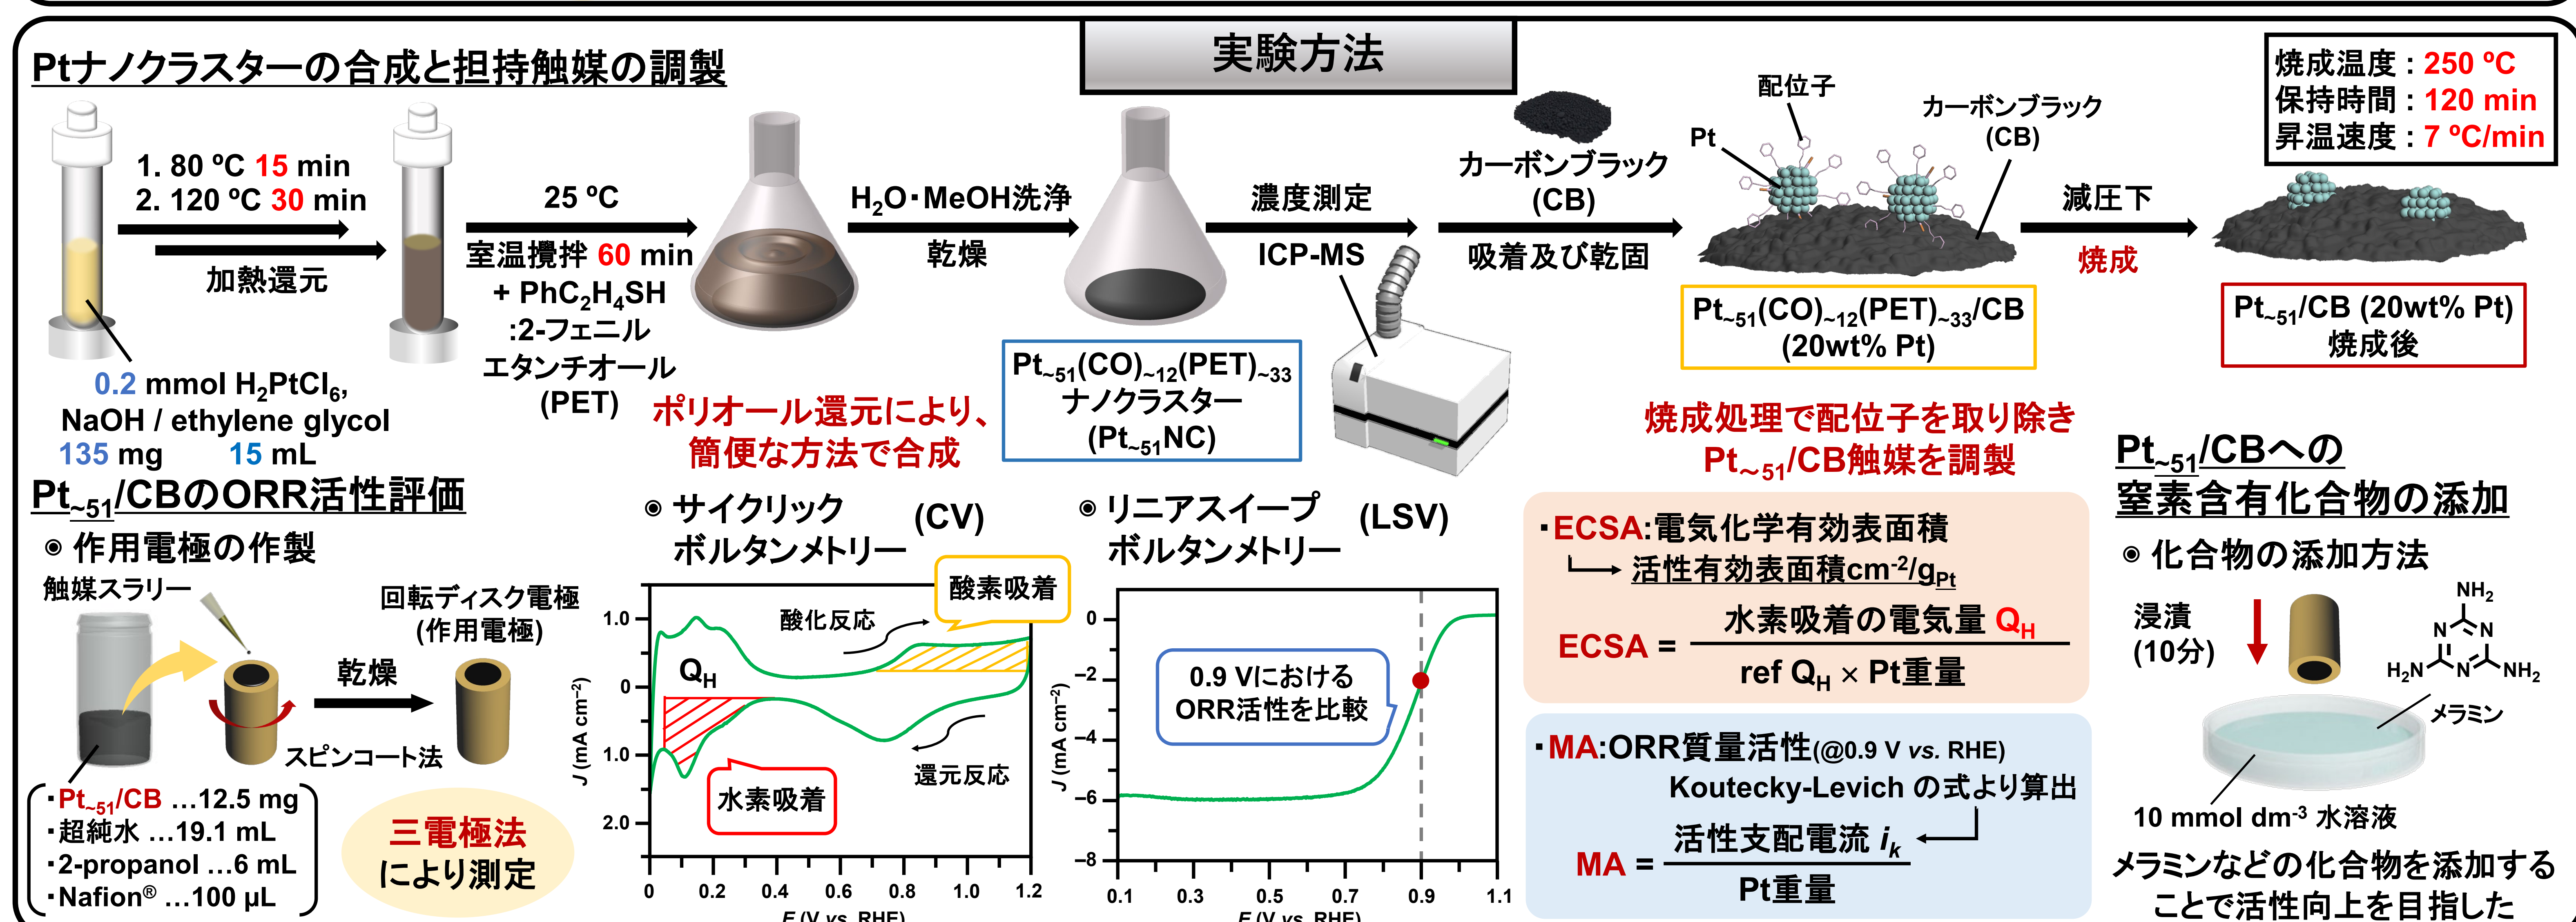 実験方法
Ptナノクラスターの合成と担持触媒の調製
1. 80 ºC 15 min
2. 120 ºC 30 min
加熱還元
0.2 mmol H₂PtCl₆,
NaOH / ethylene glycol
135 mg 15 mL
25 ºC
室温攪拌 60 min
+ PhC₂H₄SH
:2-フェニル
エタンチオール
(PET)
ポリオール還元により、
簡便な方法で合成
H₂O・MeOH洗浄
乾燥
Pt~51(CO)~12(PET)~33
ナノクラスター
(Pt~51NC)
濃度測定
ICP-MS
カーボンブラック
(CB)
吸着及び乾固
配位子
Pt
カーボンブラック
(CB)
Pt~51(CO)~12(PET)~33/CB
(20wt% Pt)
減圧下
焼成
焼成温度 : 250 ºC
保持時間 : 120 min
昇温速度 : 7 ºC/min
Pt~51/CB (20wt% Pt)
焼成後
焼成処理で配位子を取り除き
Pt~51/CB触媒を調製
Pt~51/CBのORR活性評価
◉ 作用電極の作製
触媒スラリー
回転ディスク電極
(作用電極)
乾燥
スピンコート法
・Pt~51/CB …12.5 mg
・超純水 …19.1 mL
・2-propanol …6 mL
・Nafion® …100 μL
三電極法
により測定
◉ サイクリック
ボルタンメトリー (CV)
酸素吸着
酸化反応
Q_H
還元反応
水素吸着
J (mA cm⁻²)
1.0
0
1.0
2.0
0 0.2 0.4 0.6 0.8 1.0 1.2
E (V vs. RHE)
◉ リニアスイープ
ボルタンメトリー (LSV)
0.9 Vにおける
ORR活性を比較
J (mA cm⁻²)
0
−2
−4
−6
−8
0.1 0.3 0.5 0.7 0.9 1.1
E (V vs. RHE)
・ECSA:電気化学有効表面積
活性有効表面積cm⁻²/g_Pt
ECSA =
水素吸着の電気量 Q_H
ref Q_H × Pt重量
・MA:ORR質量活性(@0.9 V vs. RHE)
Koutecky-Levich の式より算出
MA =
活性支配電流 i_k
Pt重量
Pt~51/CBへの
窒素含有化合物の添加
◉ 化合物の添加方法
浸漬
(10分)
NH₂
N N
H₂N N NH₂
メラミン
10 mmol dm⁻³ 水溶液
メラミンなどの化合物を添加する
ことで活性向上を目指した